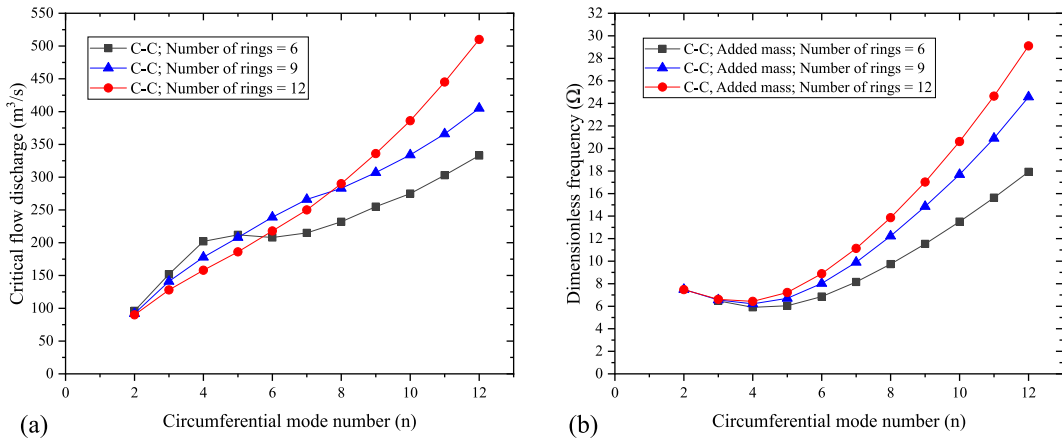 550
500
450
400
350
300
250
200
150
100
50
0
Critical flow discharge (m³/s)
C-C; Number of rings = 6
C-C; Number of rings = 9
C-C; Number of rings = 12
0 2 4 6 8 10 12
Circumferential mode number (n)
(a)
32
30
28
26
24
22
20
18
16
14
12
10
8
6
4
2
0
Dimensionless frequency (Ω)
C-C; Added mass; Number of rings = 6
C-C; Added mass; Number of rings = 9
C-C; Added mass; Number of rings = 12
0 2 4 6 8 10 12
Circumferential mode number (n)
(b)